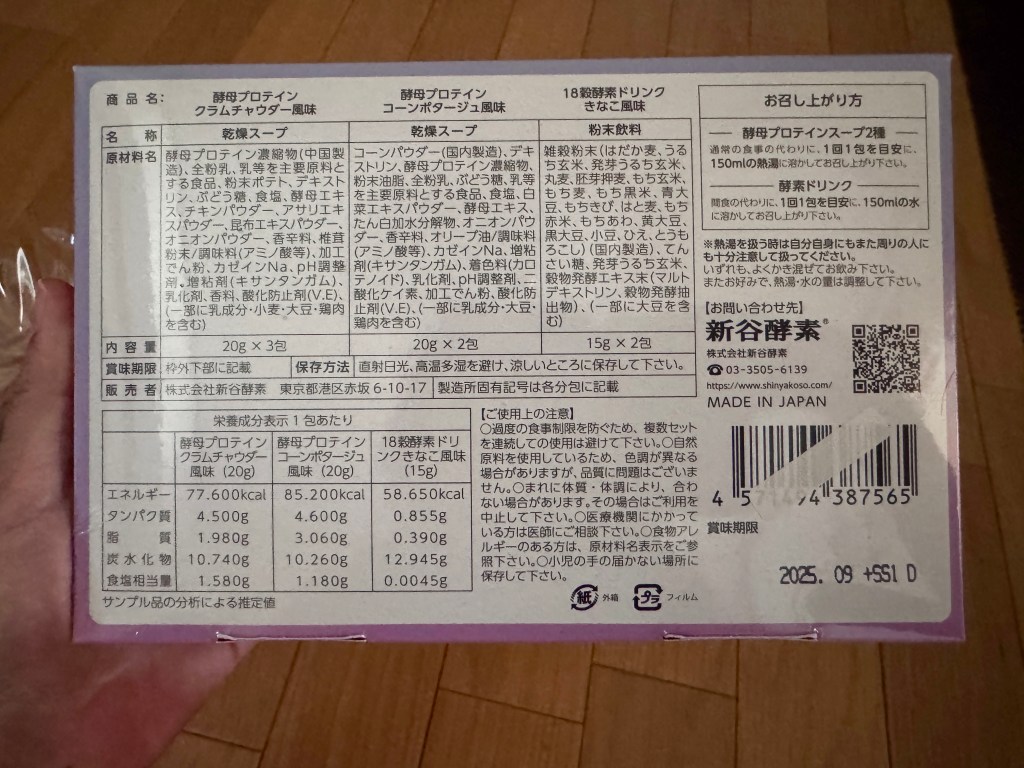 商品名：
酵母プロテイン
クラムチャウダー風味
酵母プロテイン
コーンポタージュ風味
18穀酵素ドリンク
きなこ風味
名称
乾燥スープ
乾燥スープ
粉末飲料
原材料名
酵母プロテイン濃縮物(中国製
造)、全粉乳、乳等を主要原料と
する食品、粉末ポテト、デキスト
リン、ぶどう糖、食塩、酵母エキ
ス、チキンパウダー、アサリエキ
スパウダー、昆布エキスパウダー、
オニオンパウダー、香辛料、椎茸
粉末/調味料(アミノ酸等)、加工
でん粉、カゼインNa、pH調整
剤、増粘剤(キサンタンガム)、
乳化剤、香料、酸化防止剤(V.E)、
(一部に乳成分・小麦・大豆・鶏肉
を含む)
コーンパウダー(国内製造)、デキ
ストリン、酵母プロテイン濃縮物、
粉末油脂、全粉乳、ぶどう糖、乳等
を主要原料とする食品、食塩、白
菜エキスパウダー、酵母エキス、
たん白加水分解物、オニオンパウ
ダー、香辛料、オリーブ油/調味料
(アミノ酸等)、カゼインNa、増粘
剤(キサンタンガム)、着色料(カロ
テノイド)、乳化剤、pH調整剤、二
酸化ケイ素、加工でん粉、酸化防
止剤(V.E)、(一部に乳成分・大豆・
鶏肉を含む)
雑穀粉末(はだか麦、うる
ち玄米、発芽うるち玄米、
丸麦、胚芽押麦、もち玄米、
もち麦、もち黒米、青大
豆、もちきび、はと麦、もち
赤米、もちあわ、黄大豆、
黒大豆、小豆、ひえ、とうも
ろこし)(国内製造)、てん
さい糖、発芽うるち玄米、
穀物発酵エキス末(マルト
デキストリン、穀物発酵抽
出物)、(一部に大豆を含
む)
内容量
20g × 3包
20g × 2包
15g × 2包
賞味期限
枠外下部に記載
保存方法
直射日光、高温多湿を避け、涼しいところに保存して下さい。
販売者
株式会社新谷酵素 東京都港区赤坂 6-10-17
製造所固有記号は各分包に記載
栄養成分表示 1 包あたり
酵母プロテイン
クラムチャウダー
風味 (20g)
酵母プロテイン
コーンポタージュ
風味 (20g)
18穀酵素ドリ
ンクきなこ風味
(15g)
エネルギー 77.600kcal 85.200kcal 58.650kcal
タンパク質 4.500g 4.600g 0.855g
脂質 1.980g 3.060g 0.390g
炭水化物 10.740g 10.260g 12.945g
食塩相当量 1.580g 1.180g 0.0045g
サンプル品の分析による推定値
【ご使用上の注意】
○過度の食事制限を防ぐため、複数セット
を連続しての使用は避けて下さい。○自然
原料を使用しているため、色調が異なる
場合がありますが、品質に問題はございま
せん。○まれに体質・体調により、合わ
ない場合があります。その場合はご利用を
中止して下さい。○医療機関にかかって
いる方は医師にご相談下さい。○食物アレ
ルギーのある方は、原材料名表示をご参
照下さい。○小児の手の届かない場所に
保存して下さい。
紙 外箱
プラ フィルム
お召し上がり方
酵母プロテインスープ2種
通常の食事の代わりに、1回1包を目安に、
150mlの熱湯に溶かしてお召し上がり下さい。
酵素ドリンク
間食の代わりに、1回1包を目安に、150mlの水
に溶かしてお召し上がり下さい。
※熱湯を扱う時は自分自身にもまた周りの人に
も十分注意して扱ってください。
いずれも、よくかき混ぜてお飲み下さい。
またお好みで、熱湯・水の量は調整して下さい。
【お問い合わせ先】
新谷酵素®
株式会社新谷酵素
☎03-3505-6139
https://www.shinyakoso.com/
MADE IN JAPAN
4 571494 387565
賞味期限
2025. 09 +SS1 D